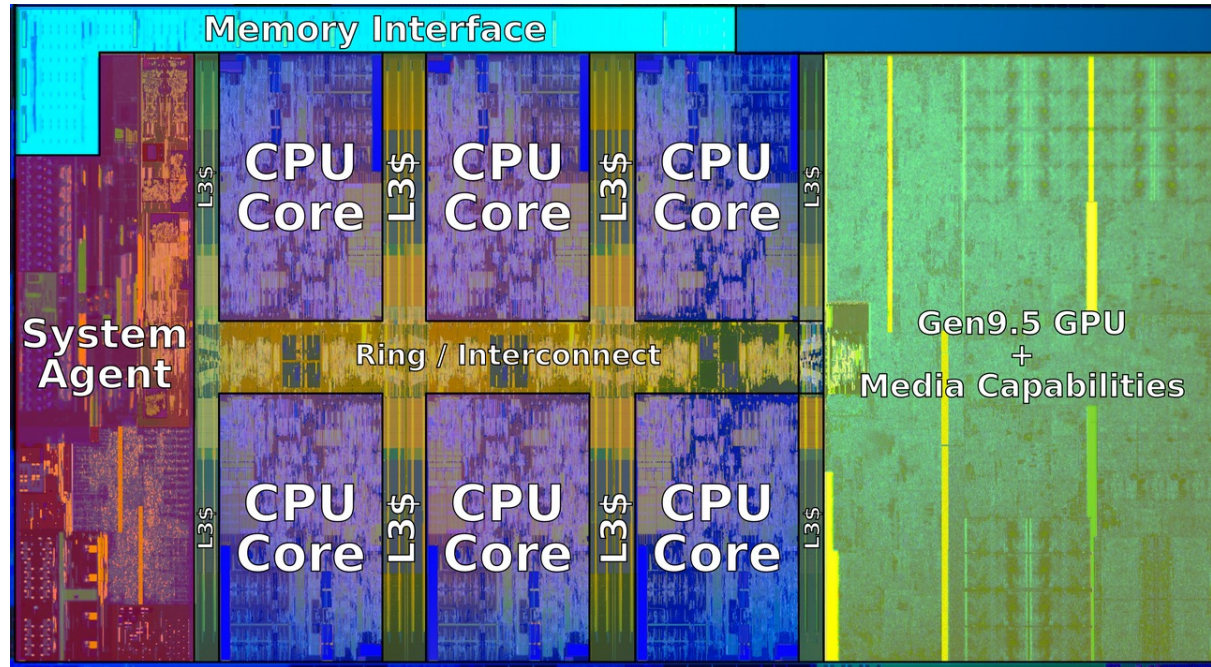 Memory Interface
L3$
CPU
Core
L3$
CPU
Core
L3$
CPU
Core
L3$
System
Agent
Ring / Interconnect
Gen9.5 GPU
+
Media Capabilities
L3$
CPU
Core
L3$
CPU
Core
L3$
CPU
Core
L3$